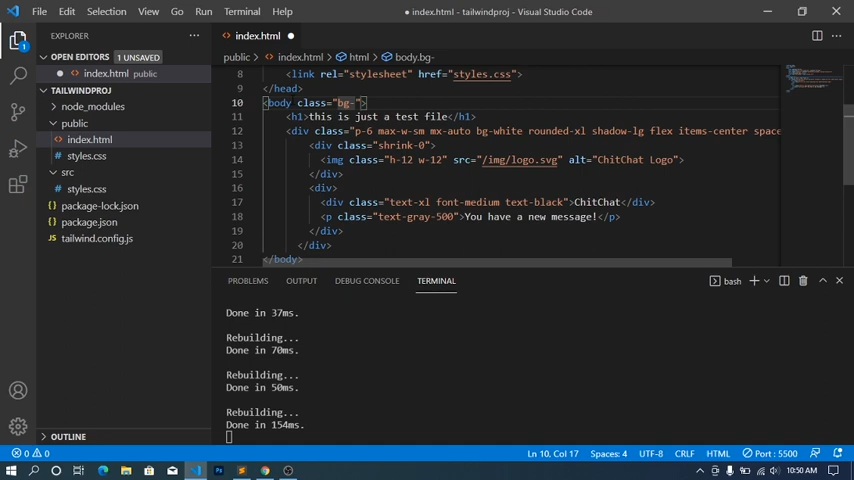 File Edit Selection View Go Run Terminal Help
● index.html - tailwindproj - Visual Studio Code
EXPLORER ···
OPEN EDITORS 1 UNSAVED
● index.html public
TAILWINDPROJ
node_modules
public
index.html
styles.css
src
styles.css
package-lock.json
package.json
tailwind.config.js
OUTLINE
index.html ●
public > index.html > html > body.bg-
8 <link rel="stylesheet" href="styles.css">
9 </head>
10 <body class="bg-">
11 <h1>this is just a test file</h1>
12 <div class="p-6 max-w-sm mx-auto bg-white rounded-xl shadow-lg flex items-center space
13 <div class="shrink-0">
14 <img class="h-12 w-12" src="/img/logo.svg" alt="ChitChat Logo">
15 </div>
16 <div>
17 <div class="text-xl font-medium text-black">ChitChat</div>
18 <p class="text-gray-500">You have a new message!</p>
19 </div>
20 </div>
21 </body>
PROBLEMS OUTPUT DEBUG CONSOLE TERMINAL
bash
Done in 37ms.
Rebuilding...
Done in 70ms.
Rebuilding...
Done in 50ms.
Rebuilding...
Done in 154ms.
0 0 Ln 10, Col 17 Spaces: 4 UTF-8 CRLF HTML Port : 5500
10:50 AM